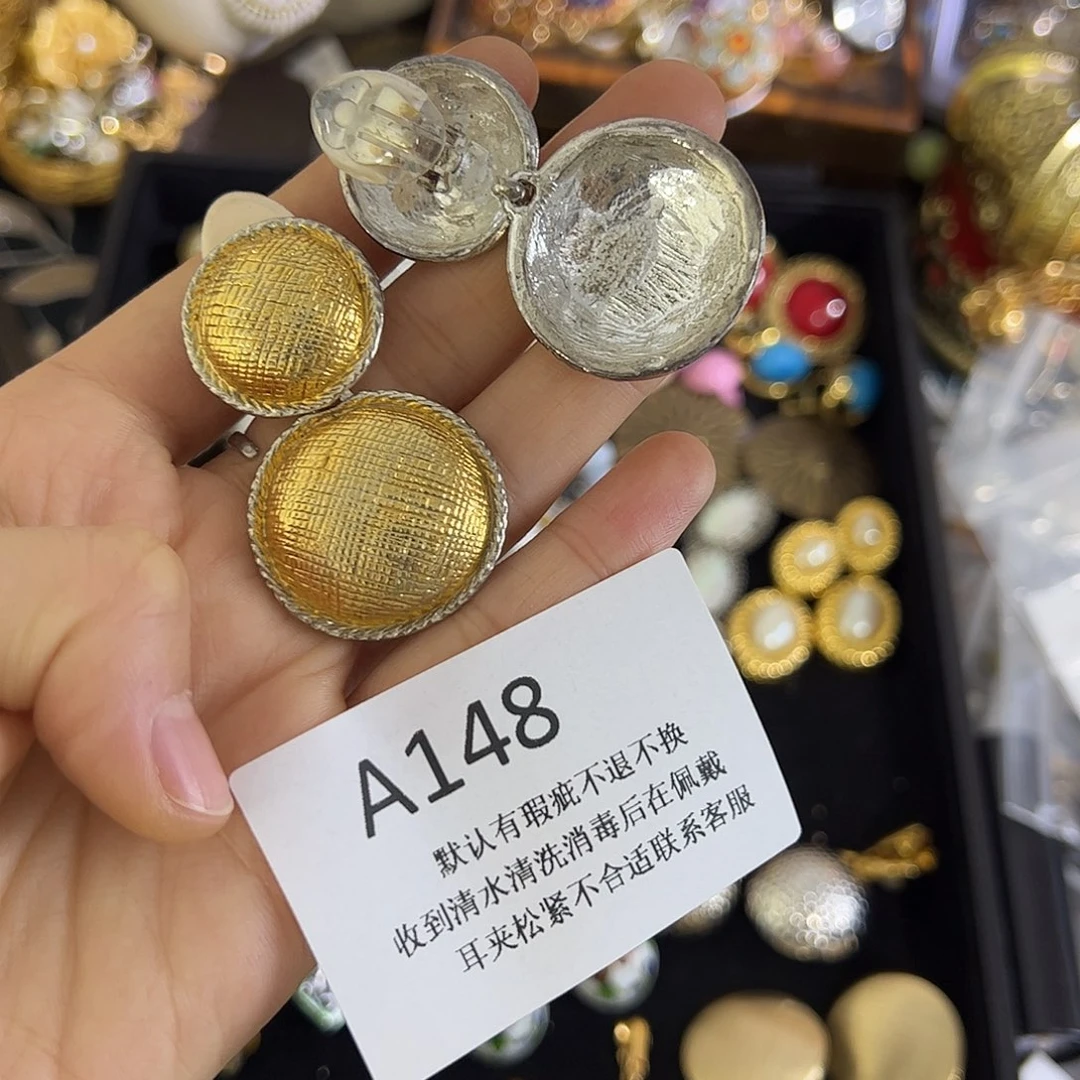 A148
默认有瑕疵不退不换
收到清水清洗消毒后在佩戴
耳夹松紧不合适联系客服